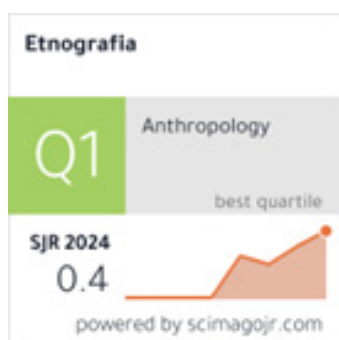 Etnografia
Q1
Anthropology
best quartile
SJR 2024
0.4
powered by scimagojr.com